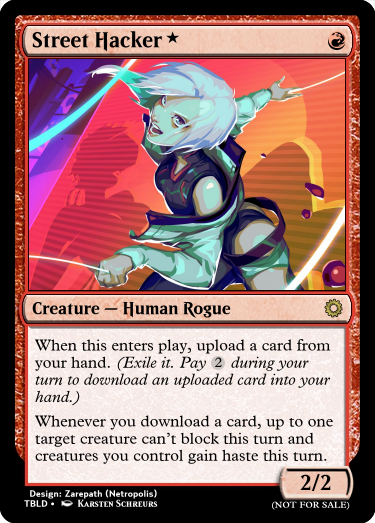 Street Hacker ★
Creature — Human Rogue
When this enters play, upload a card from
your hand. (Exile it. Pay 2 during your
turn to download an uploaded card into your
hand.)
Whenever you download a card, up to one
target creature can't block this turn and
creatures you control gain haste this turn.
2/2
Design: Zarepath (Netropolis)
TBLD • Karsten Schreurs
(NOT FOR SALE)